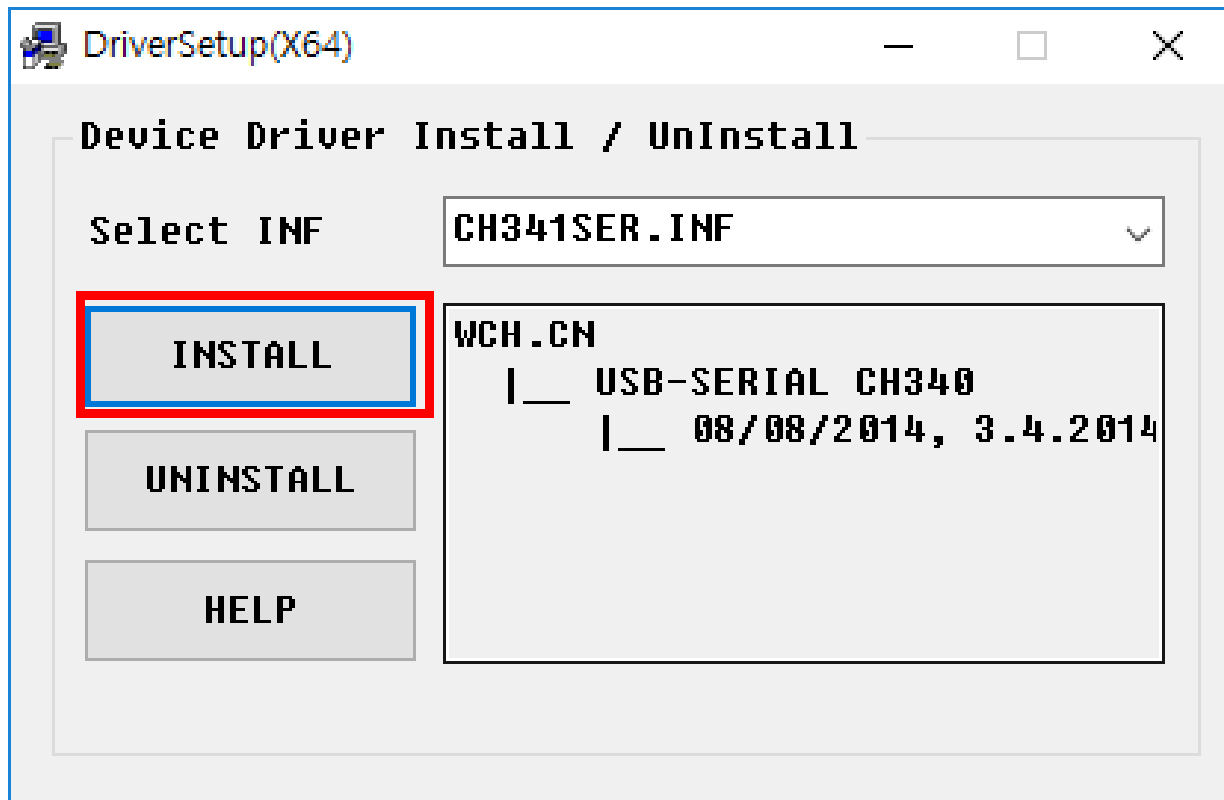 DriverSetup(X64)
Device Driver Install / UnInstall
Select INF
CH341SER.INF
INSTALL
UNINSTALL
HELP
WCH.CN
|__ USB-SERIAL CH340
|__ 08/08/2014, 3.4.2014